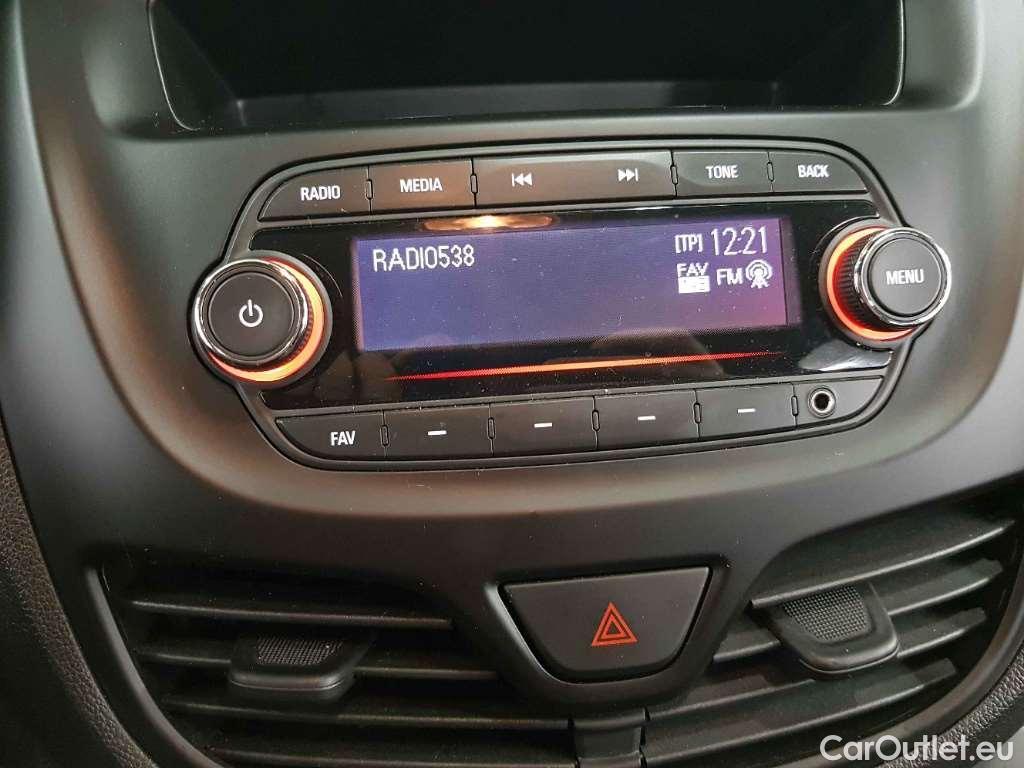 RADIO MEDIA TONE BACK
RADIO538 [TP] 12:21
FAV FM
MENU
FAV
CarOutlet.eu